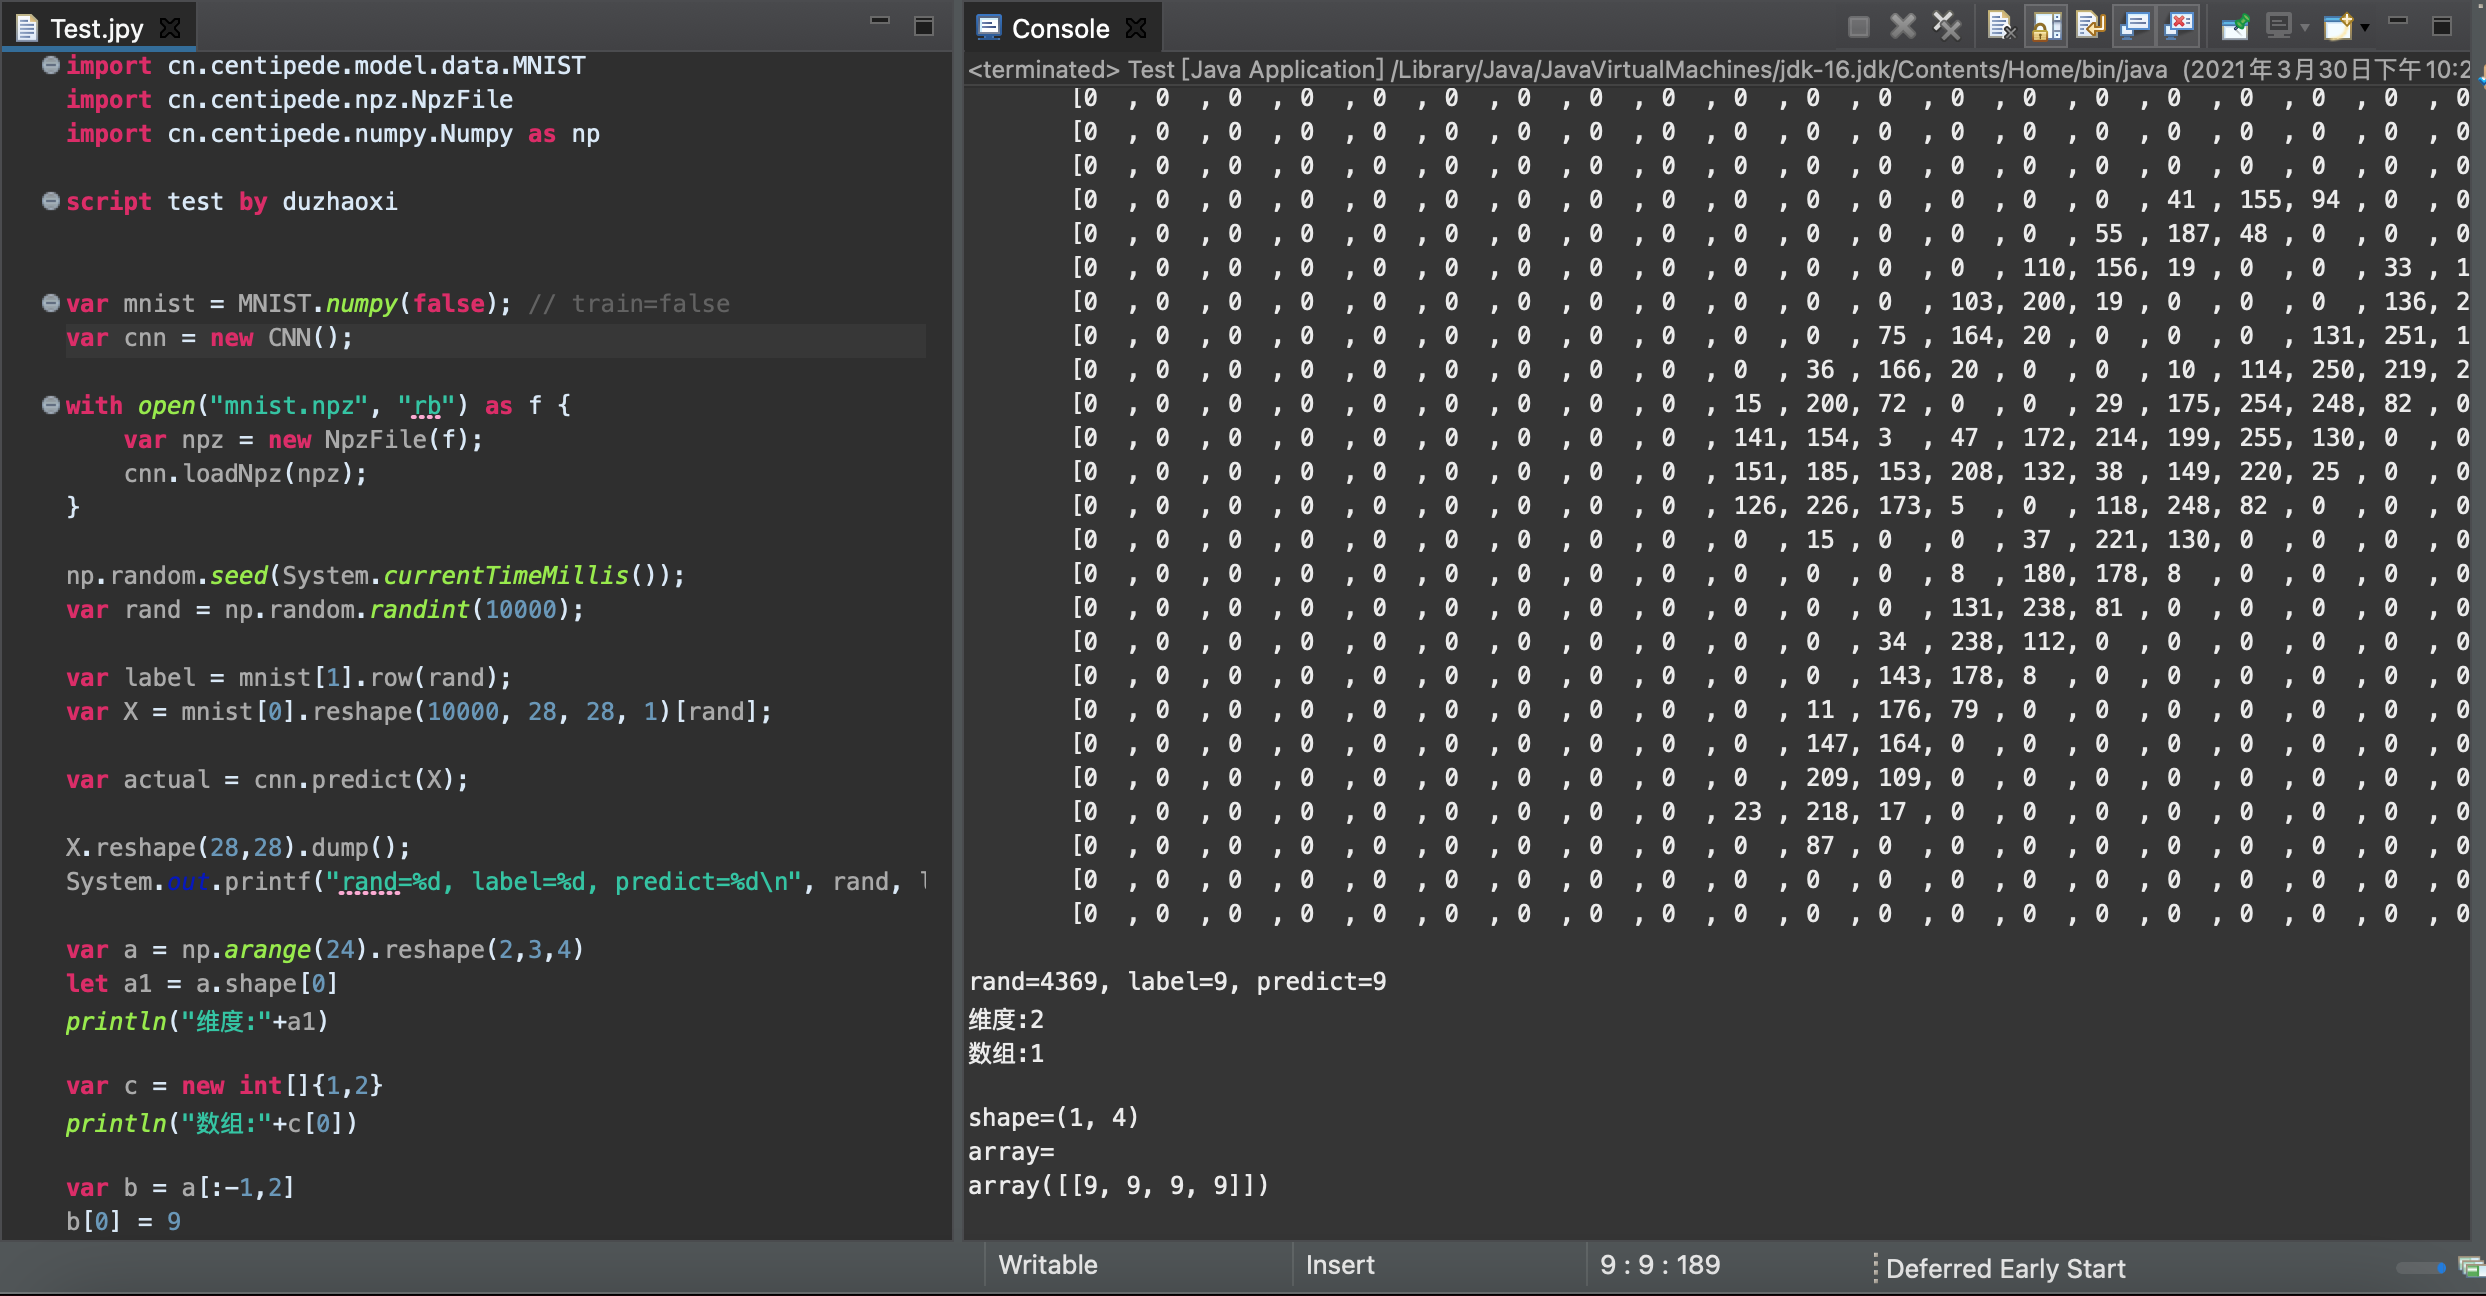 Test.jpy
import cn.centipede.model.data.MNIST
import cn.centipede.npz.NpzFile
import cn.centipede.numpy.Numpy as np
script test by duzhaoxi
var mnist = MNIST.numpy(false); // train=false
var cnn = new CNN();
with open("mnist.npz", "rb") as f {
var npz = new NpzFile(f);
cnn.loadNpz(npz);
}
np.random.seed(System.currentTimeMillis());
var rand = np.random.randint(10000);
var label = mnist[1].row(rand);
var X = mnist[0].reshape(10000, 28, 28, 1)[rand];
var actual = cnn.predict(X);
X.reshape(28,28).dump();
System.out.printf("rand=%d, label=%d, predict=%d\n", rand,
var a = np.arange(24).reshape(2,3,4)
let a1 = a.shape[0]
println("维度:"+a1)
var c = new int[]{1,2}
println("数组:"+c[0])
var b = a[:-1,2]
b[0] = 9
Console
<terminated> Test [Java Application] /Library/Java/JavaVirtualMachines/jdk-16.jdk/Contents/Home/bin/java (2021年3月30日下午10:2
[0 , 0 , 0 , 0 , 0 , 0 , 0 , 0 , 0 , 0 , 0 , 0 , 0 , 0 , 0 , 0 , 0 , 0 , 0 , 0
[0 , 0 , 0 , 0 , 0 , 0 , 0 , 0 , 0 , 0 , 0 , 0 , 0 , 0 , 0 , 0 , 0 , 0 , 0 , 0
[0 , 0 , 0 , 0 , 0 , 0 , 0 , 0 , 0 , 0 , 0 , 0 , 0 , 0 , 0 , 0 , 0 , 0 , 0 , 0
[0 , 0 , 0 , 0 , 0 , 0 , 0 , 0 , 0 , 0 , 0 , 0 , 0 , 0 , 0 , 41 , 155, 94 , 0 , 0
[0 , 0 , 0 , 0 , 0 , 0 , 0 , 0 , 0 , 0 , 0 , 0 , 0 , 0 , 55 , 187, 48 , 0 , 0 , 0
[0 , 0 , 0 , 0 , 0 , 0 , 0 , 0 , 0 , 0 , 0 , 0 , 0 , 110, 156, 19 , 0 , 0 , 33 , 1
[0 , 0 , 0 , 0 , 0 , 0 , 0 , 0 , 0 , 0 , 0 , 0 , 103, 200, 19 , 0 , 0 , 0 , 136, 2
[0 , 0 , 0 , 0 , 0 , 0 , 0 , 0 , 0 , 0 , 0 , 75 , 164, 20 , 0 , 0 , 0 , 131, 251, 1
[0 , 0 , 0 , 0 , 0 , 0 , 0 , 0 , 0 , 0 , 36 , 166, 20 , 0 , 0 , 10 , 114, 250, 219, 2
[0 , 0 , 0 , 0 , 0 , 0 , 0 , 0 , 0 , 15 , 200, 72 , 0 , 0 , 29 , 175, 254, 248, 82 , 0
[0 , 0 , 0 , 0 , 0 , 0 , 0 , 0 , 0 , 141, 154, 3 , 47 , 172, 214, 199, 255, 130, 0 , 0
[0 , 0 , 0 , 0 , 0 , 0 , 0 , 0 , 0 , 151, 185, 153, 208, 132, 38 , 149, 220, 25 , 0 , 0
[0 , 0 , 0 , 0 , 0 , 0 , 0 , 0 , 0 , 126, 226, 173, 5 , 0 , 118, 248, 82 , 0 , 0 , 0
[0 , 0 , 0 , 0 , 0 , 0 , 0 , 0 , 0 , 0 , 15 , 0 , 0 , 37 , 221, 130, 0 , 0 , 0 , 0
[0 , 0 , 0 , 0 , 0 , 0 , 0 , 0 , 0 , 0 , 0 , 0 , 8 , 180, 178, 8 , 0 , 0 , 0 , 0
[0 , 0 , 0 , 0 , 0 , 0 , 0 , 0 , 0 , 0 , 0 , 0 , 131, 238, 81 , 0 , 0 , 0 , 0 , 0
[0 , 0 , 0 , 0 , 0 , 0 , 0 , 0 , 0 , 0 , 0 , 34 , 238, 112, 0 , 0 , 0 , 0 , 0 , 0
[0 , 0 , 0 , 0 , 0 , 0 , 0 , 0 , 0 , 0 , 0 , 143, 178, 8 , 0 , 0 , 0 , 0 , 0 , 0
[0 , 0 , 0 , 0 , 0 , 0 , 0 , 0 , 0 , 0 , 11 , 176, 79 , 0 , 0 , 0 , 0 , 0 , 0 , 0
[0 , 0 , 0 , 0 , 0 , 0 , 0 , 0 , 0 , 0 , 147, 164, 0 , 0 , 0 , 0 , 0 , 0 , 0 , 0
[0 , 0 , 0 , 0 , 0 , 0 , 0 , 0 , 0 , 0 , 209, 109, 0 , 0 , 0 , 0 , 0 , 0 , 0 , 0
[0 , 0 , 0 , 0 , 0 , 0 , 0 , 0 , 0 , 23 , 218, 17 , 0 , 0 , 0 , 0 , 0 , 0 , 0 , 0
[0 , 0 , 0 , 0 , 0 , 0 , 0 , 0 , 0 , 0 , 87 , 0 , 0 , 0 , 0 , 0 , 0 , 0 , 0 , 0
[0 , 0 , 0 , 0 , 0 , 0 , 0 , 0 , 0 , 0 , 0 , 0 , 0 , 0 , 0 , 0 , 0 , 0 , 0 , 0
[0 , 0 , 0 , 0 , 0 , 0 , 0 , 0 , 0 , 0 , 0 , 0 , 0 , 0 , 0 , 0 , 0 , 0 , 0 , 0
rand=4369, label=9, predict=9
维度:2
数组:1
shape=(1, 4)
array=
array([[9, 9, 9, 9]])
Writable
Insert
9 : 9 : 189
Deferred Early Start